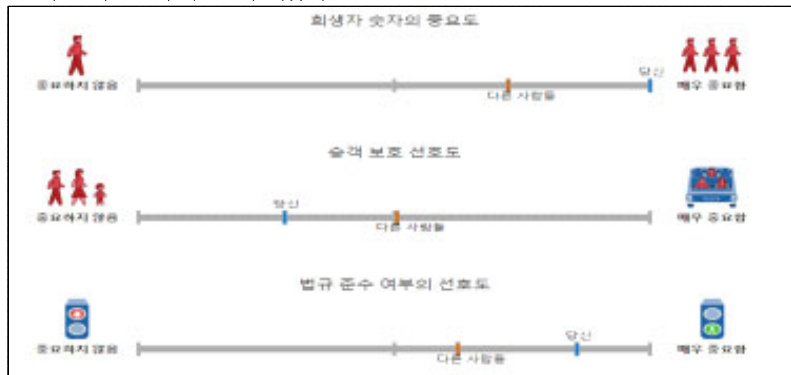 희생자 숫자의 중요도
당신
중요하지 않음
다른 사람들
매우 중요함
승객 보호 선호도
당신
중요하지 않음
다른 사람들
매우 중요함
법규 준수 여부의 선호도
당신
중요하지 않음
다른 사람들
매우 중요함